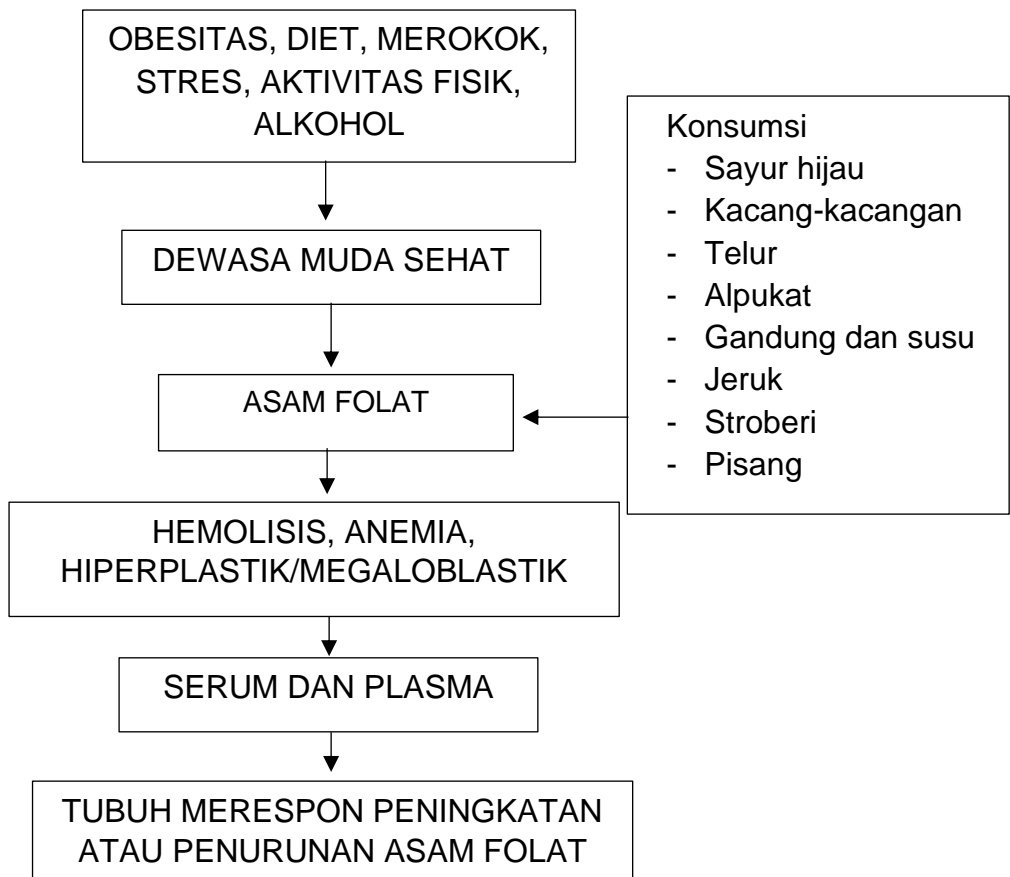 OBESITAS, DIET, MEROKOK,
STRES, AKTIVITAS FISIK,
ALKOHOL
Konsumsi
- Sayur hijau
- Kacang-kacangan
- Telur
- Alpukat
- Gandung dan susu
- Jeruk
- Stroberi
- Pisang
DEWASA MUDA SEHAT
ASAM FOLAT
HEMOLISIS, ANEMIA,
HIPERPLASTIK/MEGALOBLASTIK
SERUM DAN PLASMA
TUBUH MERESPON PENINGKATAN
ATAU PENURUNAN ASAM FOLAT